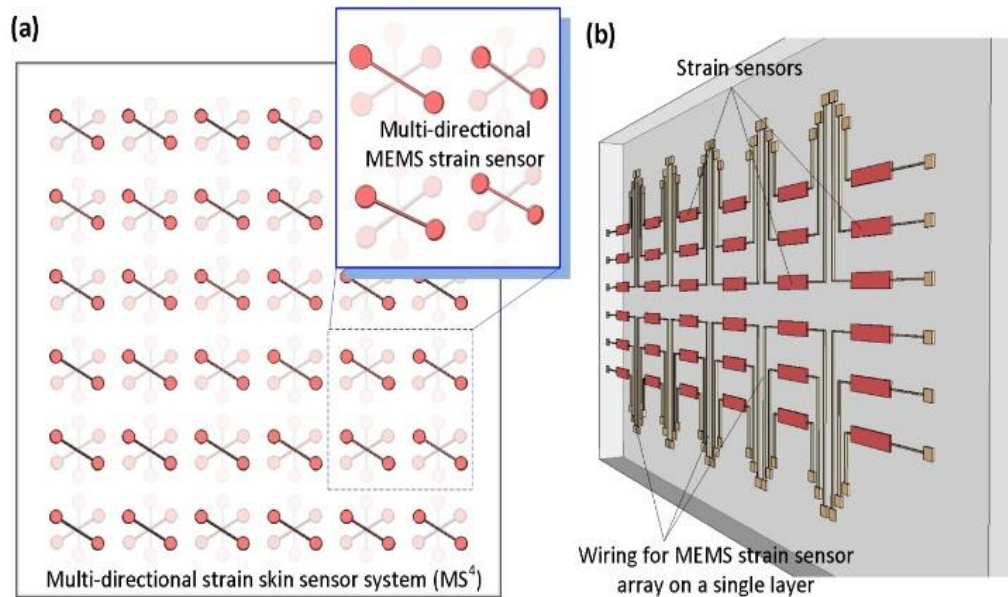 (a)
Multi-directional
MEMS strain sensor
Multi-directional strain skin sensor system (MS⁴)
(b)
Strain sensors
Wiring for MEMS strain sensor
array on a single layer